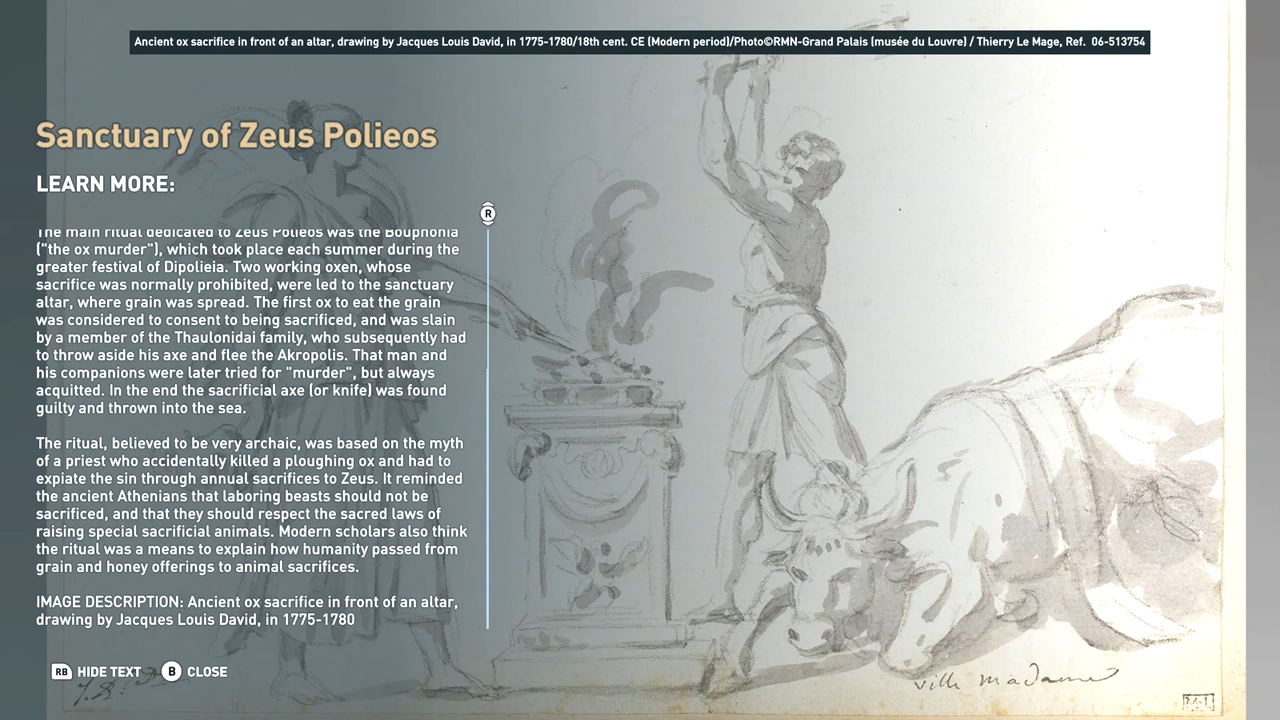 Ancient ox sacrifice in front of an altar, drawing by Jacques Louis David, in 1775-1780/18th cent. CE (Modern period)/Photo©RMN-Grand Palais (musée du Louvre) / Thierry Le Mage, Ref. 06-513754
Sanctuary of Zeus Polieos
LEARN MORE:
R
The main ritual dedicated to Zeus Polieos was the Bouphonia
("the ox murder"), which took place each summer during the
greater festival of Dipolieia. Two working oxen, whose
sacrifice was normally prohibited, were led to the sanctuary
altar, where grain was spread. The first ox to eat the grain
was considered to consent to being sacrificed, and was slain
by a member of the Thaulonidai family, who subsequently had
to throw aside his axe and flee the Akropolis. That man and
his companions were later tried for "murder", but always
acquitted. In the end the sacrificial axe (or knife) was found
guilty and thrown into the sea.
The ritual, believed to be very archaic, was based on the myth
of a priest who accidentally killed a ploughing ox and had to
expiate the sin through annual sacrifices to Zeus. It reminded
the ancient Athenians that laboring beasts should not be
sacrificed, and that they should respect the sacred laws of
raising special sacrificial animals. Modern scholars also think
the ritual was a means to explain how humanity passed from
grain and honey offerings to animal sacrifices.
IMAGE DESCRIPTION: Ancient ox sacrifice in front of an altar,
drawing by Jacques Louis David, in 1775-1780
RB HIDE TEXT B CLOSE